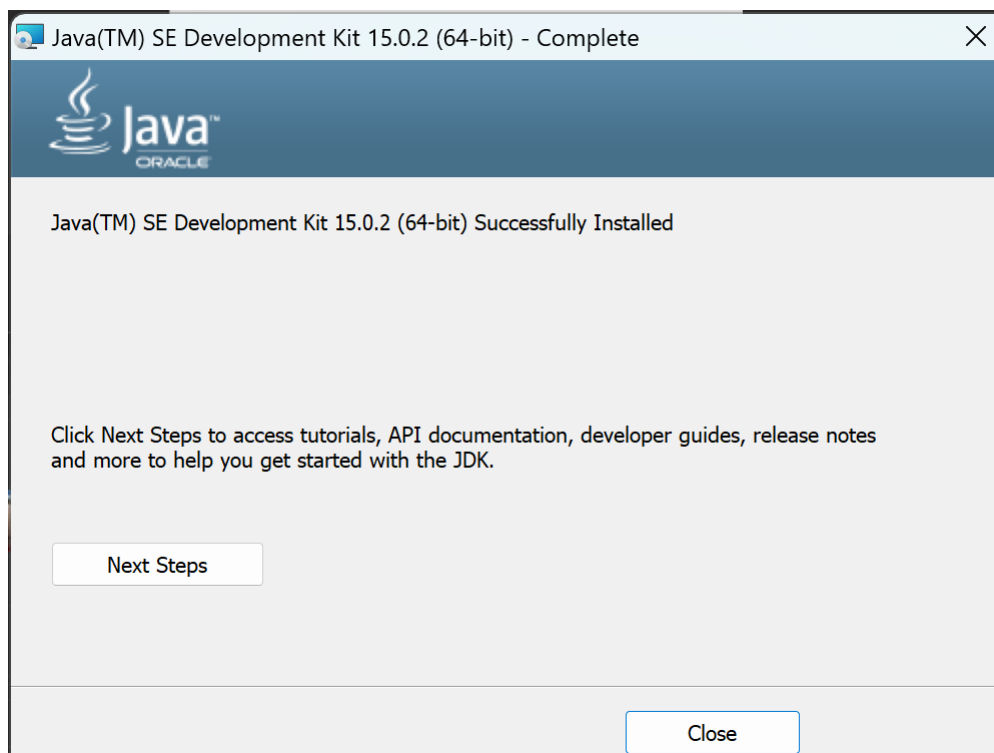 Java(TM) SE Development Kit 15.0.2 (64-bit) - Complete
Java™
ORACLE
Java(TM) SE Development Kit 15.0.2 (64-bit) Successfully Installed
Click Next Steps to access tutorials, API documentation, developer guides, release notes
and more to help you get started with the JDK.
Next Steps
Close